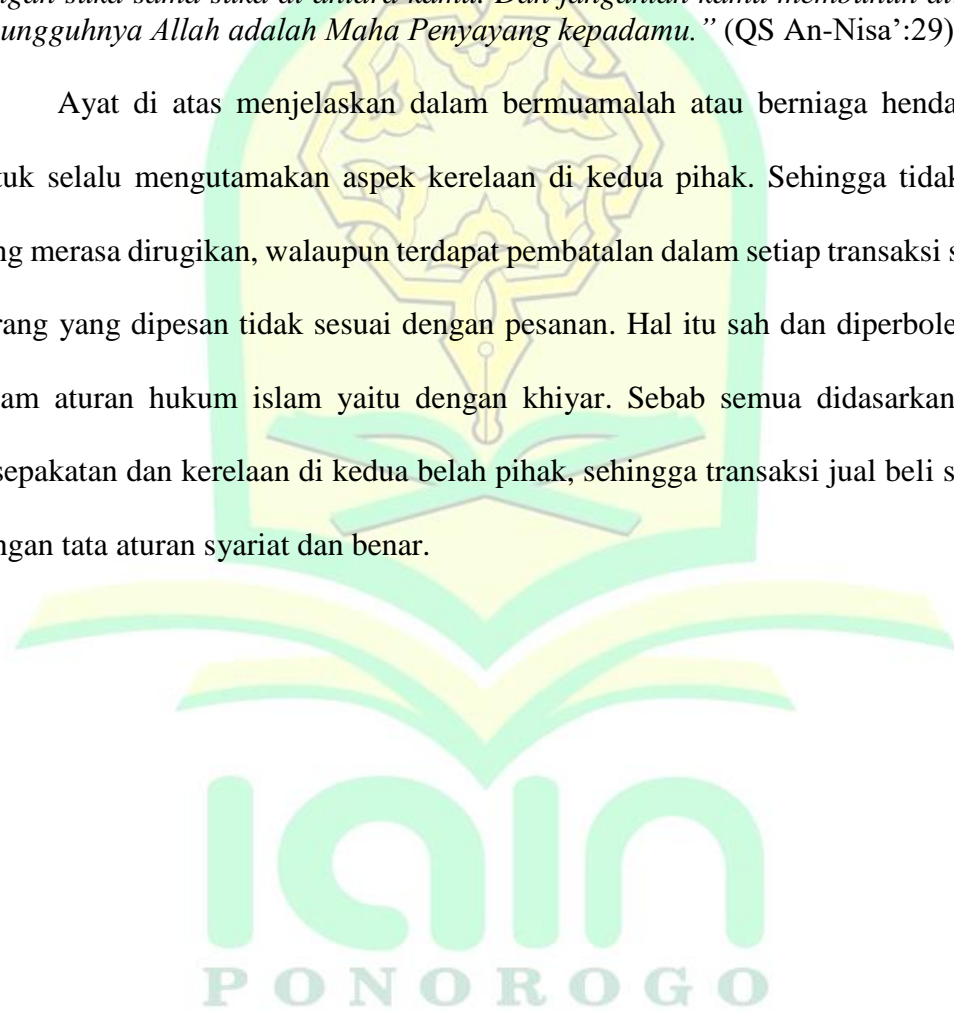 ngan suka sama suka di antara kamu. Dan janganlah kamu membunuh di
ungguhnya Allah adalah Maha Penyayang kepadamu.” (QS An-Nisa’:29)
Ayat di atas menjelaskan dalam bermuamalah atau berniaga henda
tuk selalu mengutamakan aspek kerelaan di kedua pihak. Sehingga tidak
ng merasa dirugikan, walaupun terdapat pembatalan dalam setiap transaksi s
rang yang dipesan tidak sesuai dengan pesanan. Hal itu sah dan diperbole
lam aturan hukum islam yaitu dengan khiyar. Sebab semua didasarkan
sepakatan dan kerelaan di kedua belah pihak, sehingga transaksi jual beli s
ngan tata aturan syariat dan benar.
iain
PONOROGO